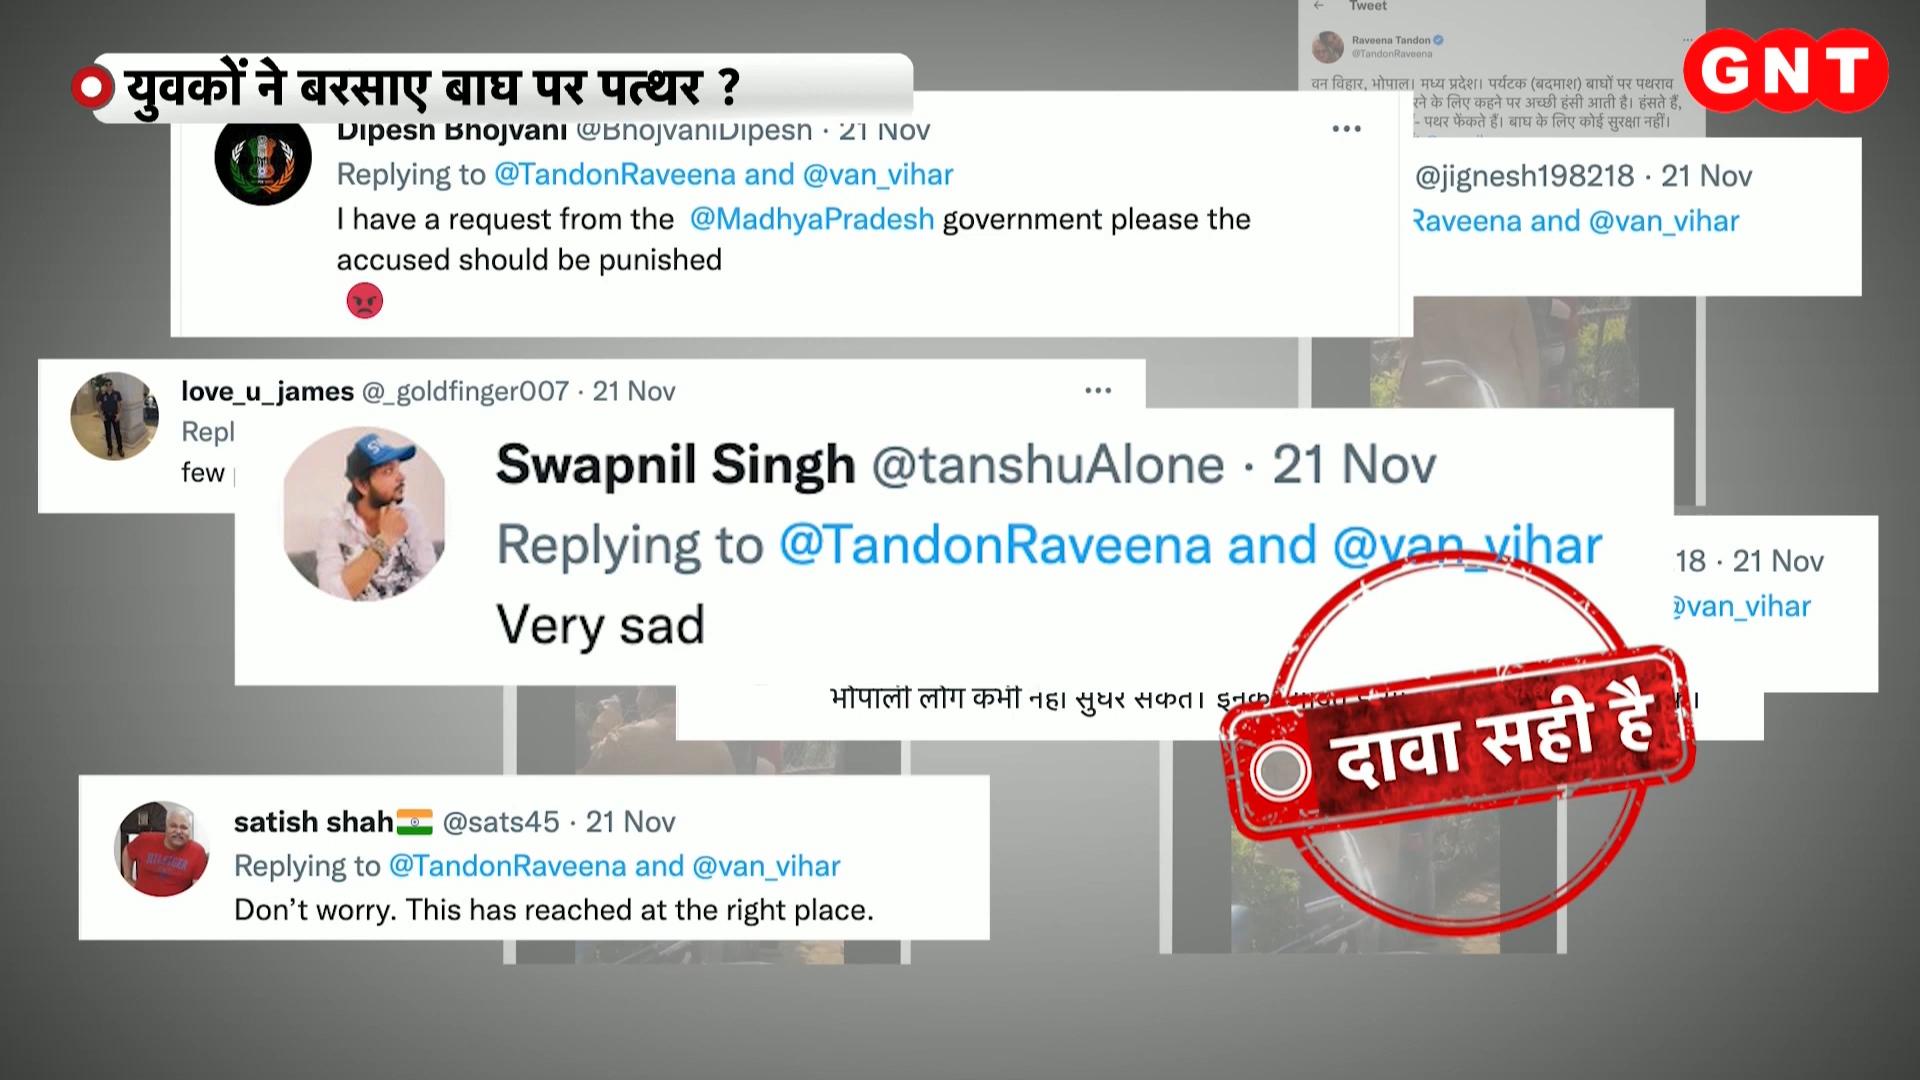 युवकों ने बरसाए बाघ पर पत्थर ?
GNT
Tweet
Raveena Tandon
@TandonRaveena
वन विहार, भोपाल। मध्य प्रदेश। पर्यटक (बदमाश) बाघों पर पथराव
रने के लिए कहने पर अच्छी हंसी आती है। हंसते हैं,
- पथर फेंकते हैं। बाघ के लिए कोई सुरक्षा नहीं।
Dipesh Bhojvani @BhojvaniDipesh · 21 Nov
Replying to @TandonRaveena and @van_vihar
I have a request from the @MadhyaPradesh government please the
accused should be punished
@jignesh198218 · 21 Nov
Raveena and @van_vihar
love_u_james @_goldfinger007 · 21 Nov
Repl
few
Swapnil Singh @tanshuAlone · 21 Nov
Replying to @TandonRaveena and @van_vihar
Very sad
18 · 21 Nov
@van_vihar
भोपाली लोग कभी नही सुधर सकते।
दावा सही है
satish shah @sats45 · 21 Nov
Replying to @TandonRaveena and @van_vihar
Don't worry. This has reached at the right place.
HILFIGER